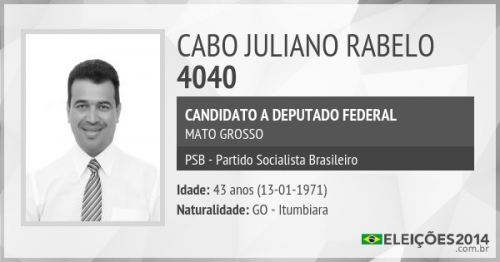 CABO JULIANO RABELO
4040
CANDIDATO A DEPUTADO FEDERAL
MATO GROSSO
PSB - Partido Socialista Brasileiro
Idade: 43 anos (13-01-1971)
Naturalidade: GO - Itumbiara
ELEIÇÕES2014
.com.br